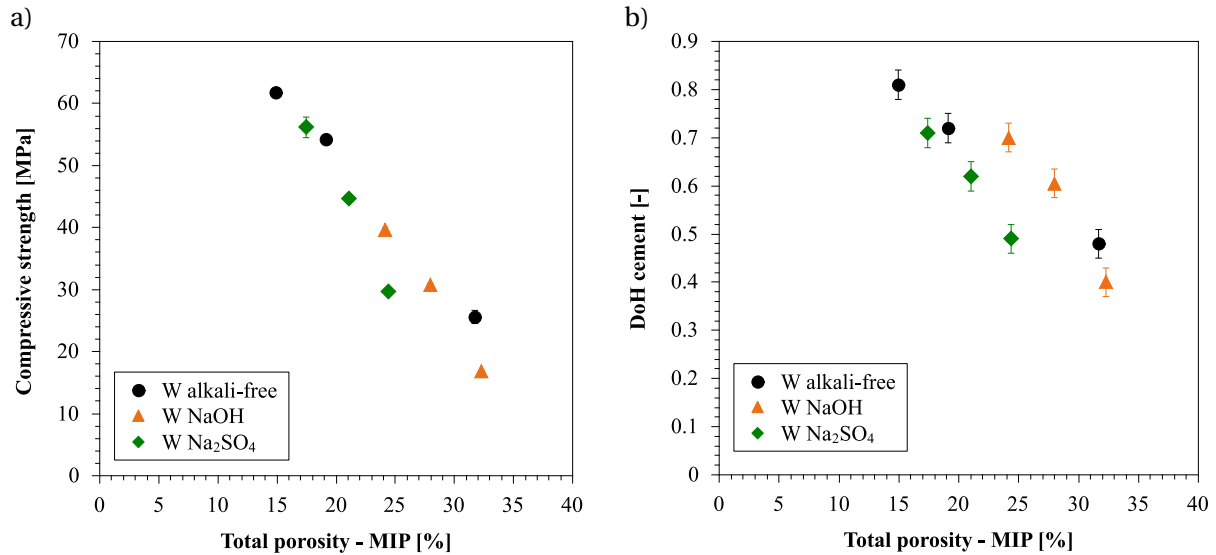 a)
Compressive strength [MPa]
70
60
50
40
30
20
10
0
0 5 10 15 20 25 30 35 40
Total porosity - MIP [%]
W alkali-free
W NaOH
W Na₂SO₄
b)
DoH cement [-]
0.9
0.8
0.7
0.6
0.5
0.4
0.3
0.2
0.1
0
0 5 10 15 20 25 30 35 40
Total porosity - MIP [%]
W alkali-free
W NaOH
W Na₂SO₄